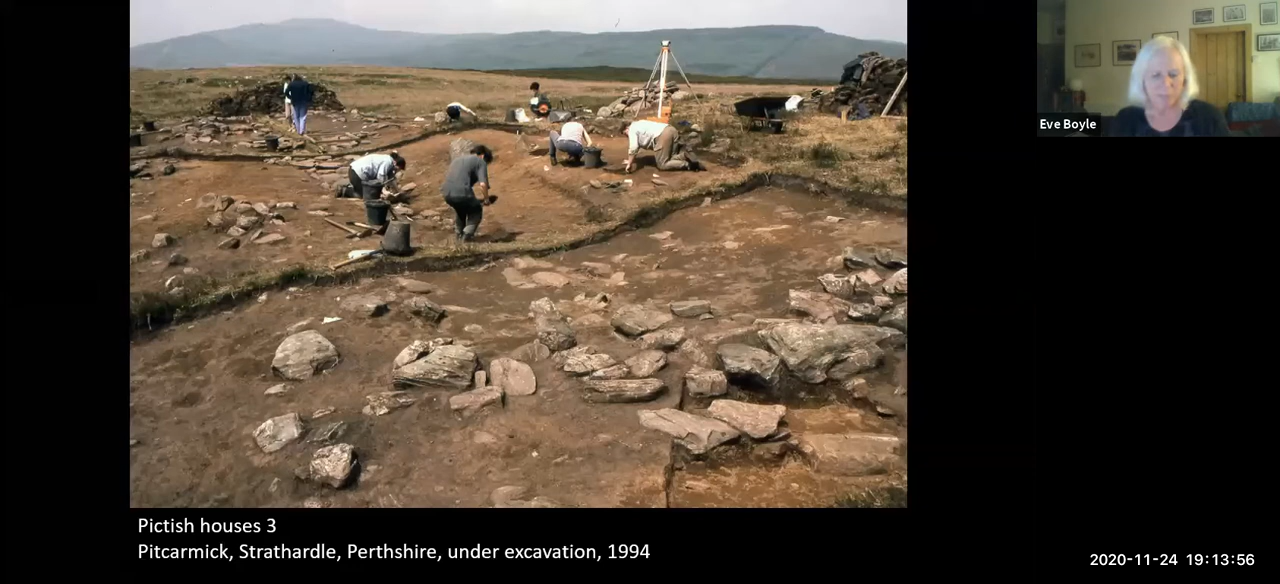 Eve Boyle
Pictish houses 3
Pitcarmick, Strathardle, Perthshire, under excavation, 1994
2020-11-24 19:13:56